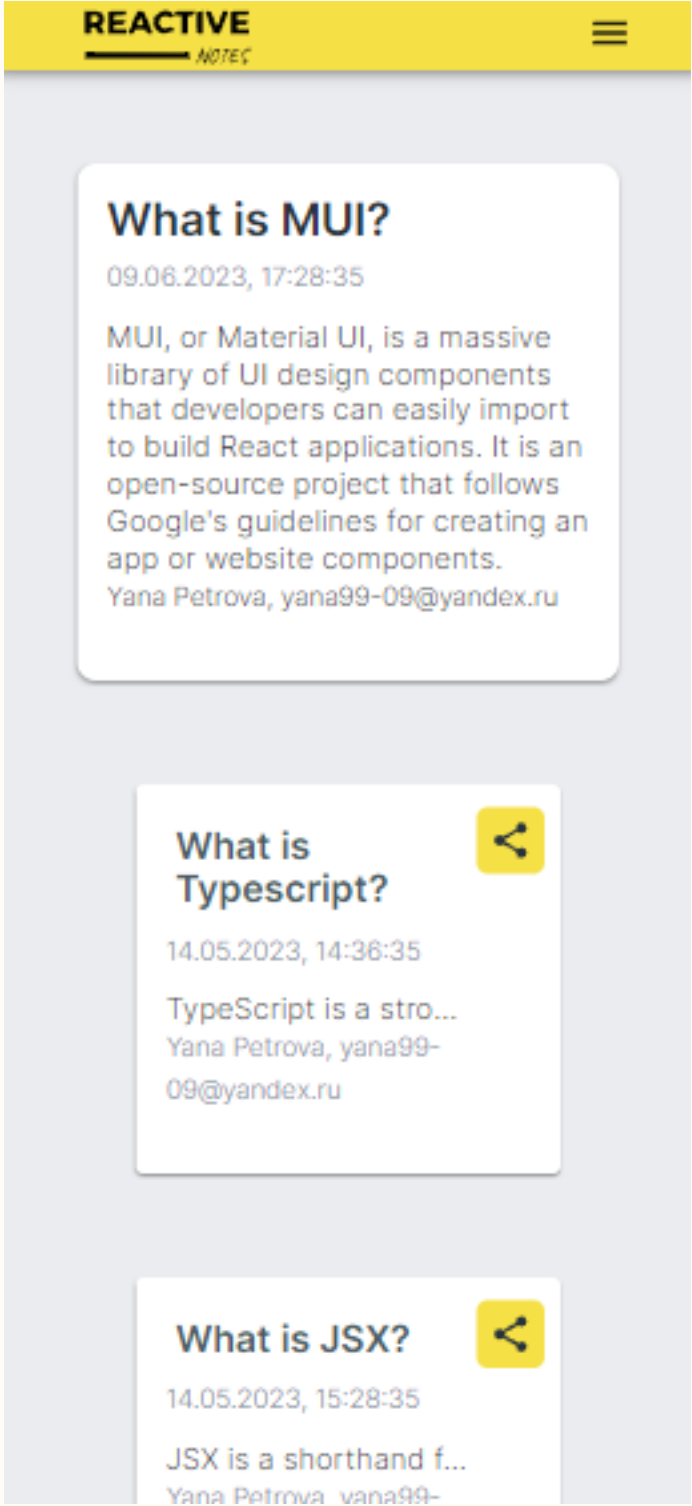 REACTIVE
NOTES
What is MUI?
09.06.2023, 17:28:35
MUI, or Material UI, is a massive
library of UI design components
that developers can easily import
to build React applications. It is an
open-source project that follows
Google's guidelines for creating an
app or website components.
Yana Petrova, yana99-09@yandex.ru
What is
Typescript?
14.05.2023, 14:36:35
TypeScript is a stro...
Yana Petrova, yana99-
09@yandex.ru
What is JSX?
14.05.2023, 15:28:35
JSX is a shorthand f...
Yana Petrova, yana99-